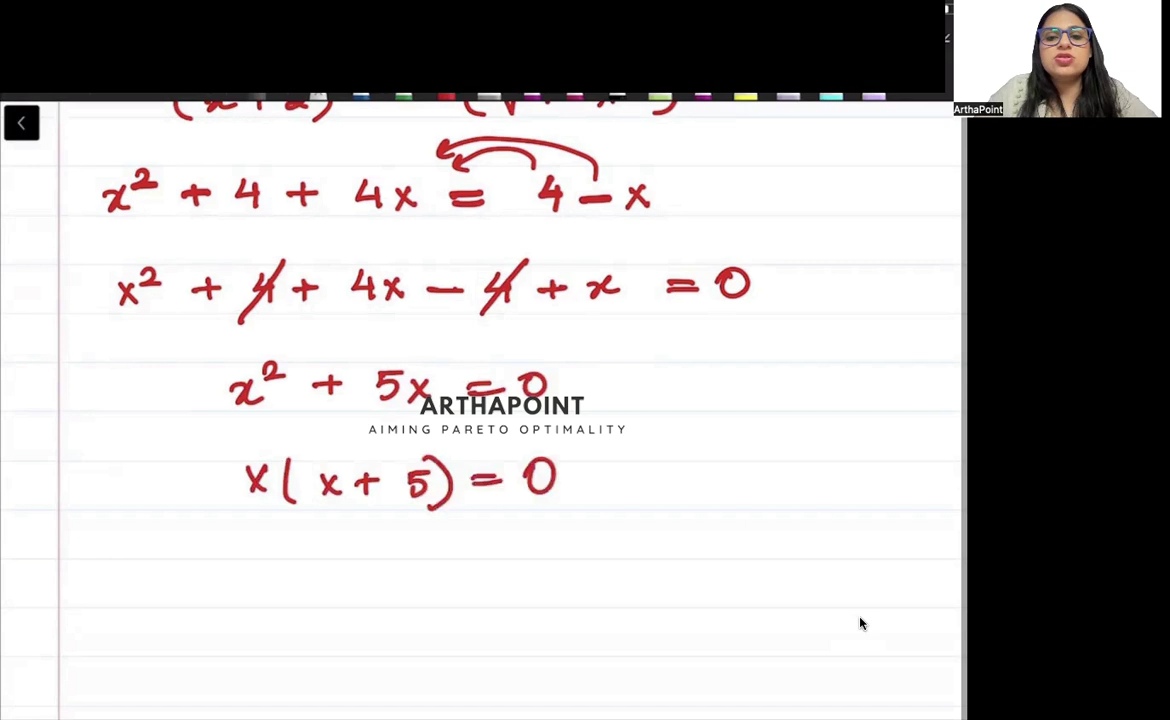 ArthaPoint
x² + 4 + 4x = 4 - x
x² + 4 + 4x - 4 + x = 0
x² + 5x = 0
ARTHAPOINT
AIMING PARETO OPTIMALITY
x(x + 5) = 0